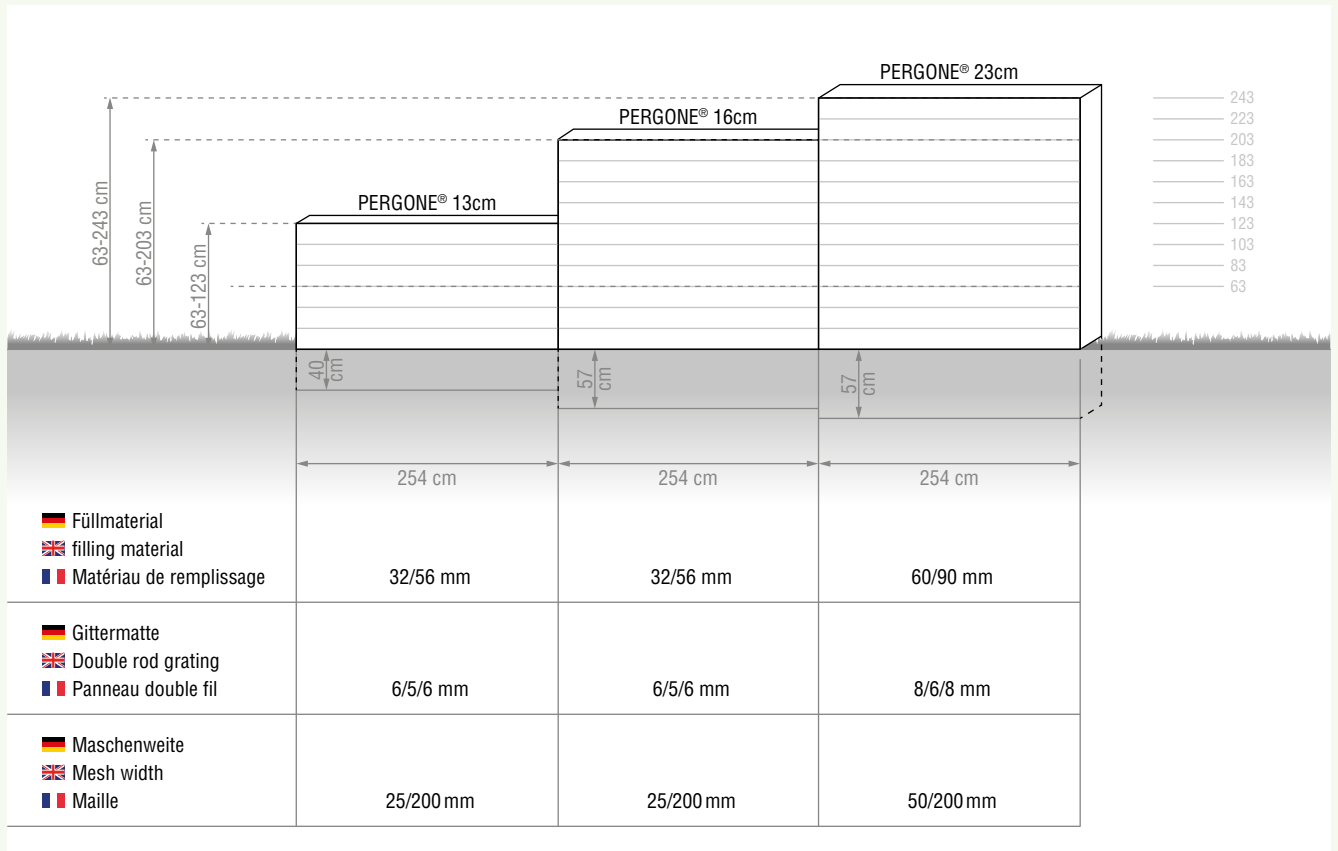 PERGONE® 23cm
PERGONE® 16cm
PERGONE® 13cm
63-243 cm
63-203 cm
63-123 cm
243
223
203
183
163
143
123
103
83
63
40 cm
57 cm
57 cm
254 cm 254 cm 254 cm
Füllmaterial
filling material
Matériau de remplissage 32/56 mm 32/56 mm 60/90 mm
Gittermatte
Double rod grating
Panneau double fil 6/5/6 mm 6/5/6 mm 8/6/8 mm
Maschenweite
Mesh width
Maille 25/200 mm 25/200 mm 50/200 mm